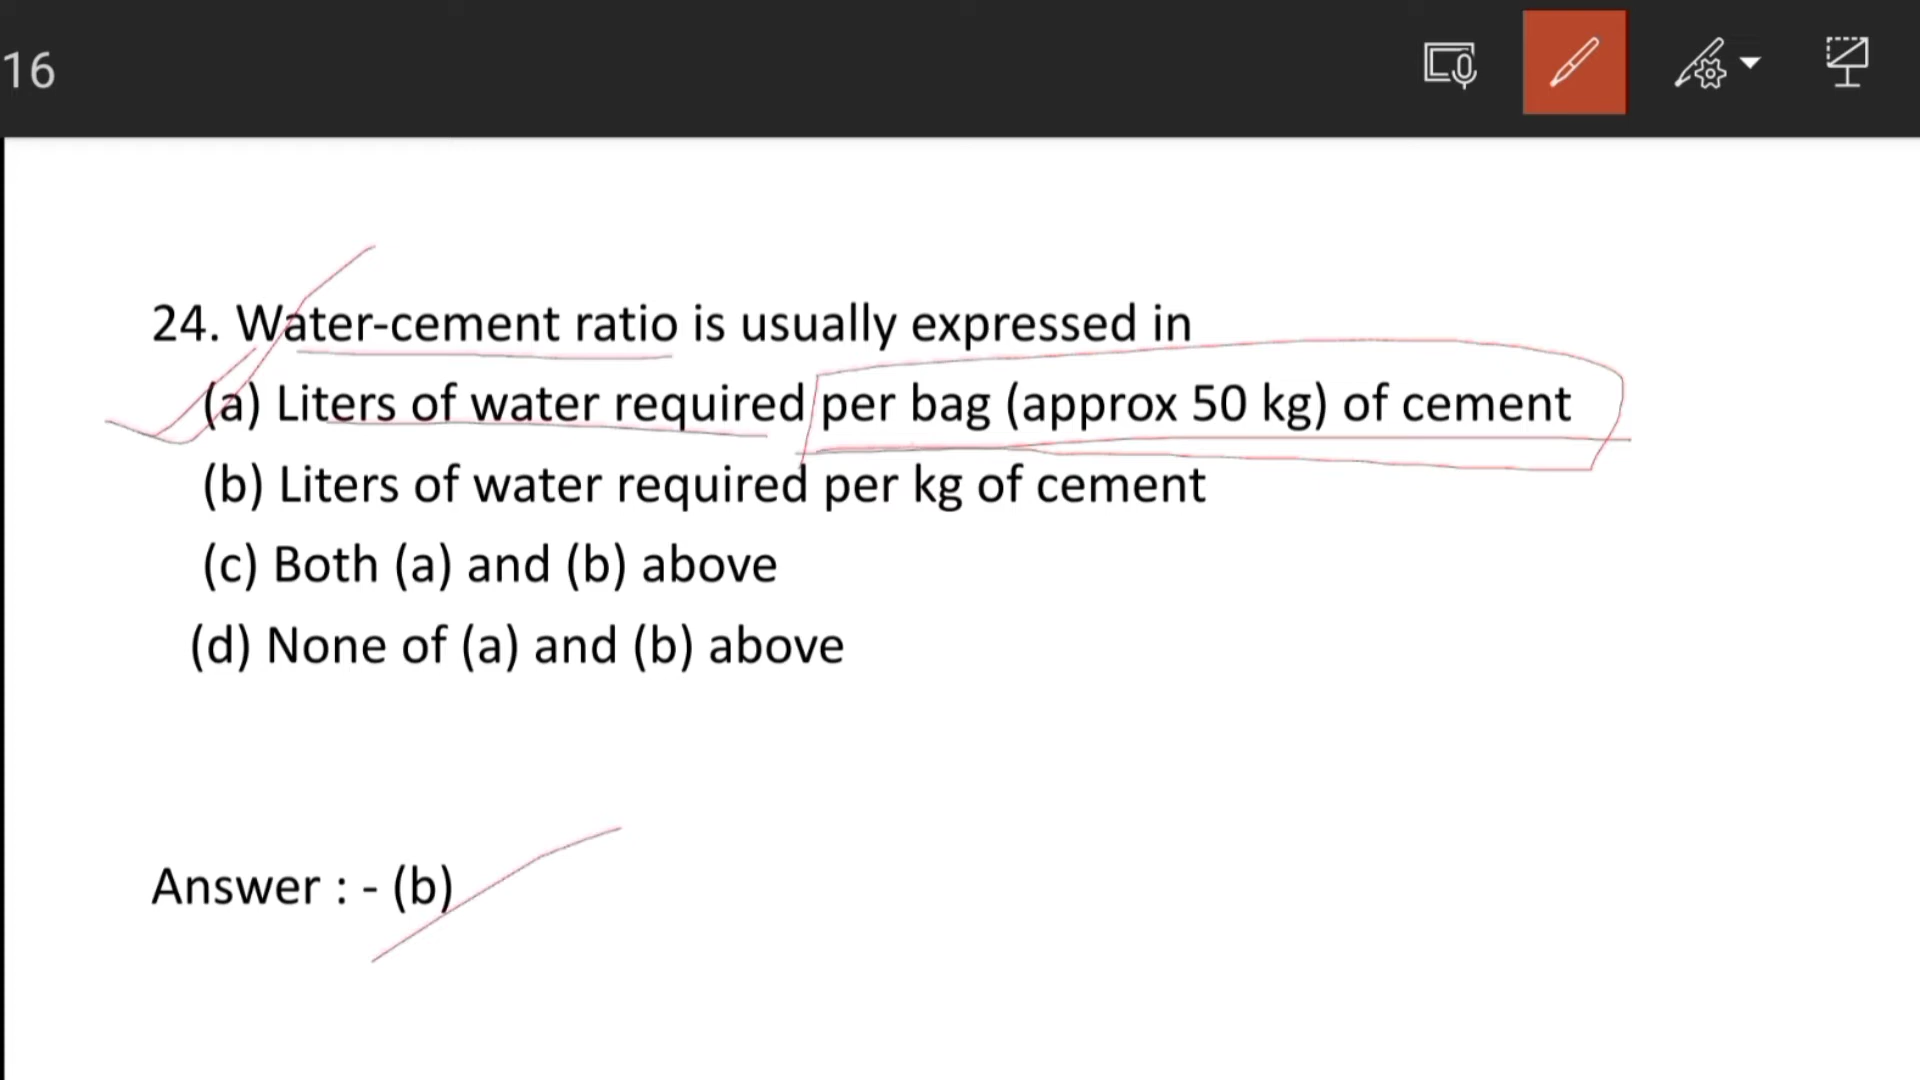 16
24. Water-cement ratio is usually expressed in
(a) Liters of water required per bag (approx 50 kg) of cement
(b) Liters of water required per kg of cement
(c) Both (a) and (b) above
(d) None of (a) and (b) above
Answer : - (b)